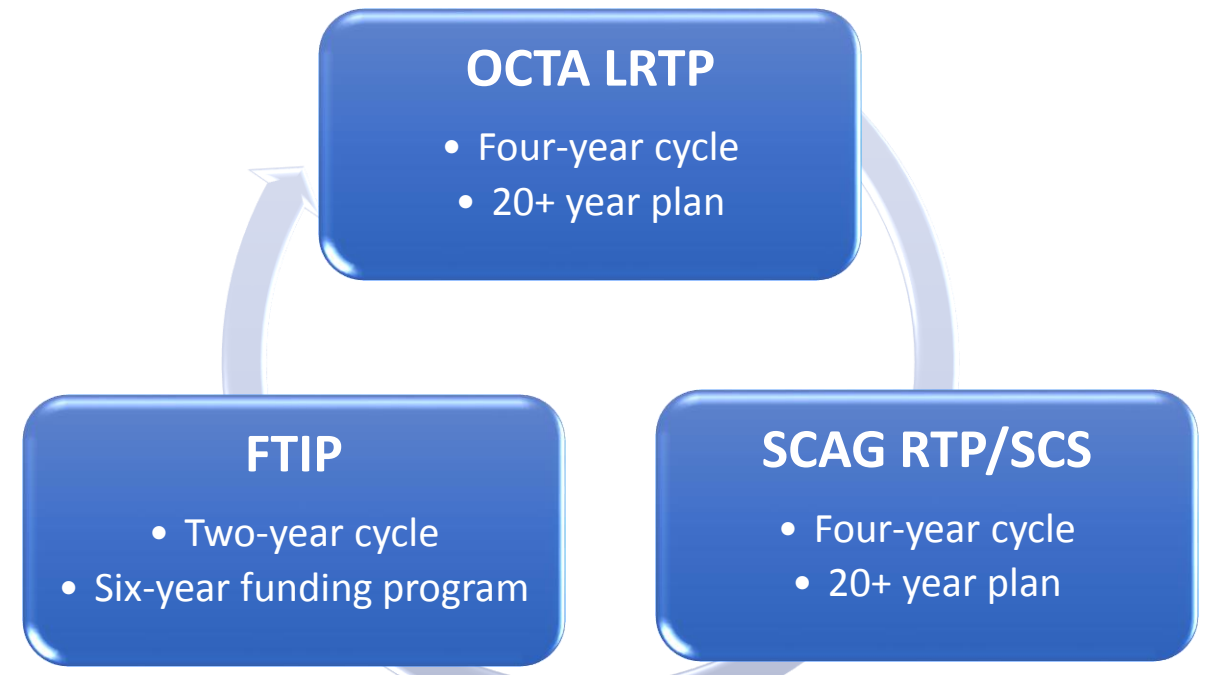 OCTA LRTP
• Four-year cycle
• 20+ year plan
FTIP
• Two-year cycle
• Six-year funding program
SCAG RTP/SCS
• Four-year cycle
• 20+ year plan